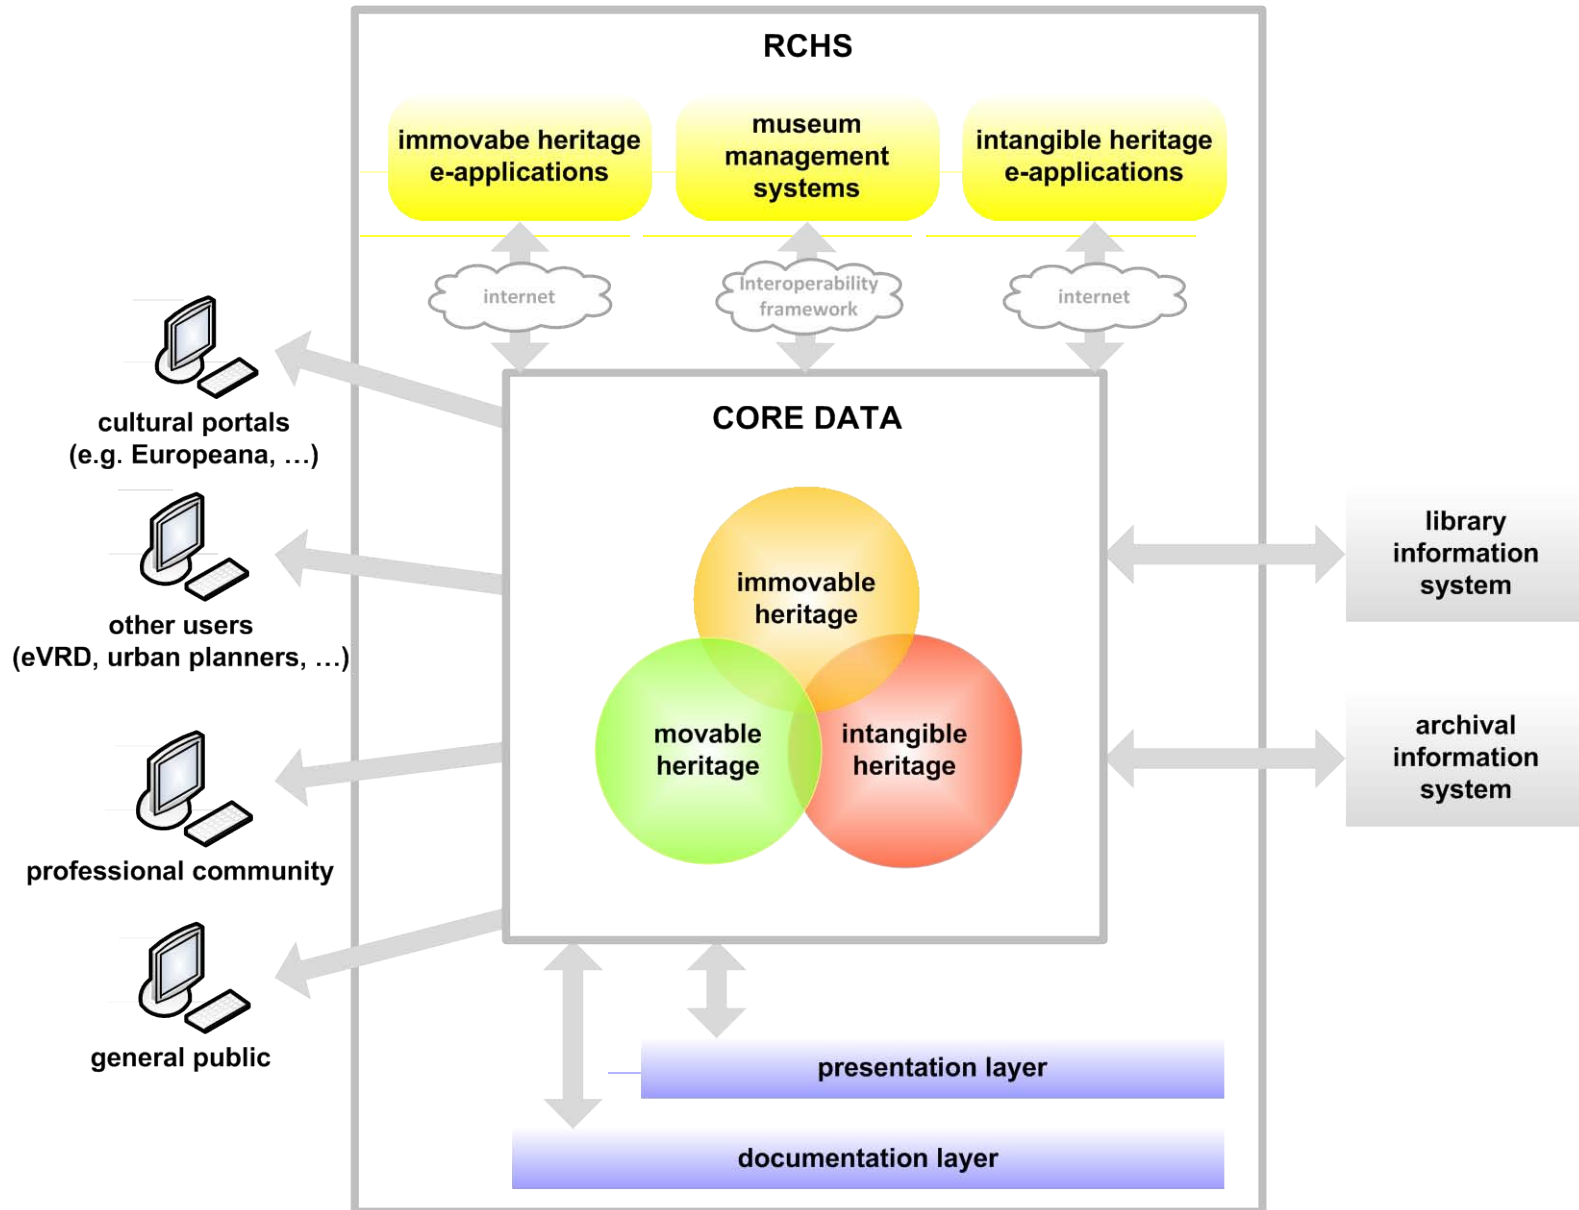 RCHS
immovabe heritage
e-applications
museum
management
systems
intangible heritage
e-applications
internet
Interoperability
framework
internet
cultural portals
(e.g. Europeana, …)
other users
(eVRD, urban planners, …)
professional community
general public
CORE DATA
immovable
heritage
movable
heritage
intangible
heritage
library
information
system
archival
information
system
presentation layer
documentation layer